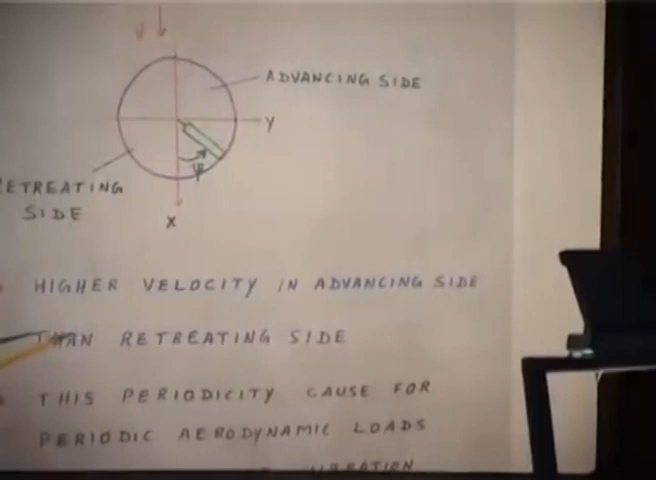 V
ADVANCING SIDE
Y
ψ
RETREATING
SIDE
X
HIGHER VELOCITY IN ADVANCING SIDE
THAN RETREATING SIDE
THIS PERIODICITY CAUSE FOR
PERIODIC AERODYNAMIC LOADS
VIBRATION